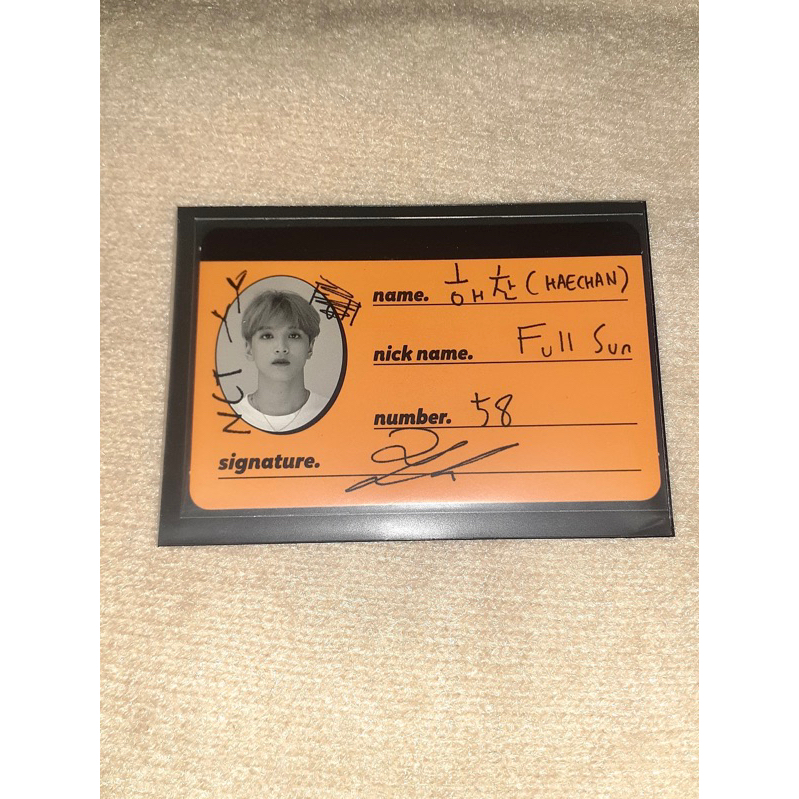 name. 해찬 (HAECHAN)
nick name. Full Sun
number. 58
signature.
NCT